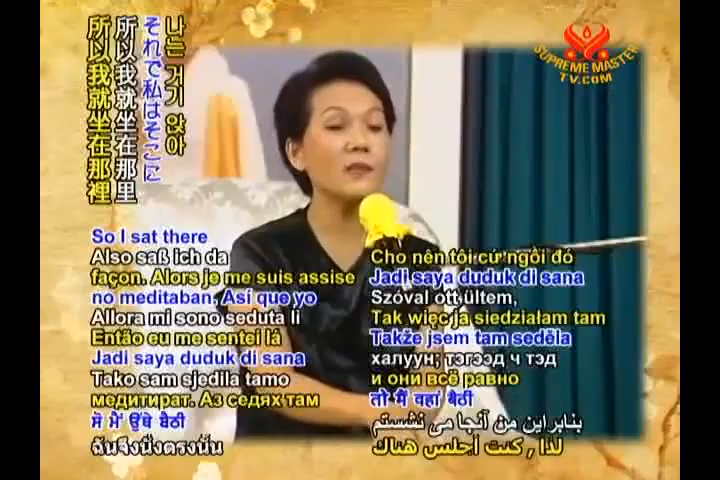 나는 거기 앉아
それで私はそこに
所以我就坐在那里
所以我就坐在那裡
SUPREME MASTER
TV.COM
So I sat there
Also saß ich da
façon. Alors je me suis assise
no meditaban, Así que yo
Allora mi sono seduta lì
Então eu me sentei lá
Jadi saya duduk di sana
Tako sam sjedila tamo
медитират. Аз седях там
ਸੋ ਮੈਂ ਉੱਥੇ ਬੈਠੀ
ฉันจึงนั่งตรงนั้น
Cho nên tôi cứ ngồi đó
Jadi saya duduk di sana
Szóval ott ültem,
Tak więc ja siedziałam tam
Takže jsem tam seděla
халуун; тэгээд ч тэд
и они всё равно
तो मैं वहां बैठी
بنابراین من آنجا می نشستم
لذا , كنت أجلس هناك